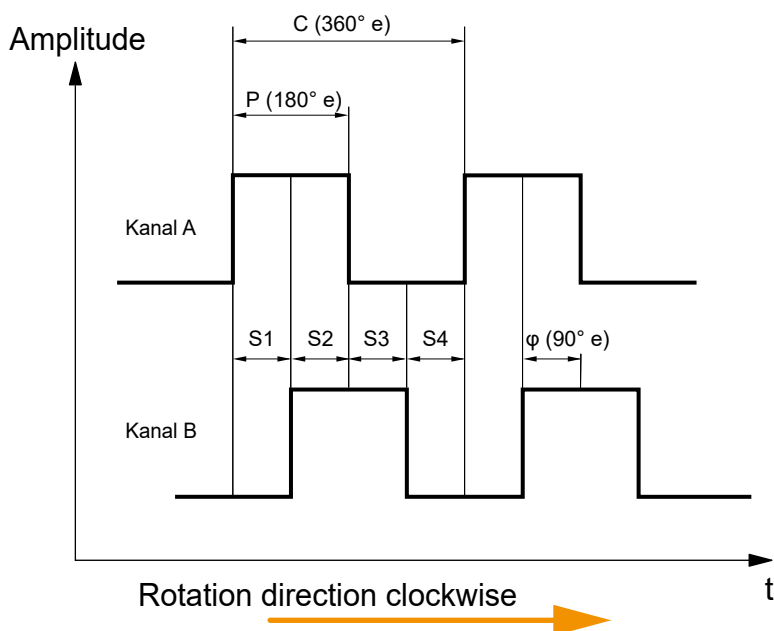 C (360° e)
Amplitude
P (180° e)
Kanal A
S1 S2 S3 S4 φ (90° e)
Kanal B
t
Rotation direction clockwise